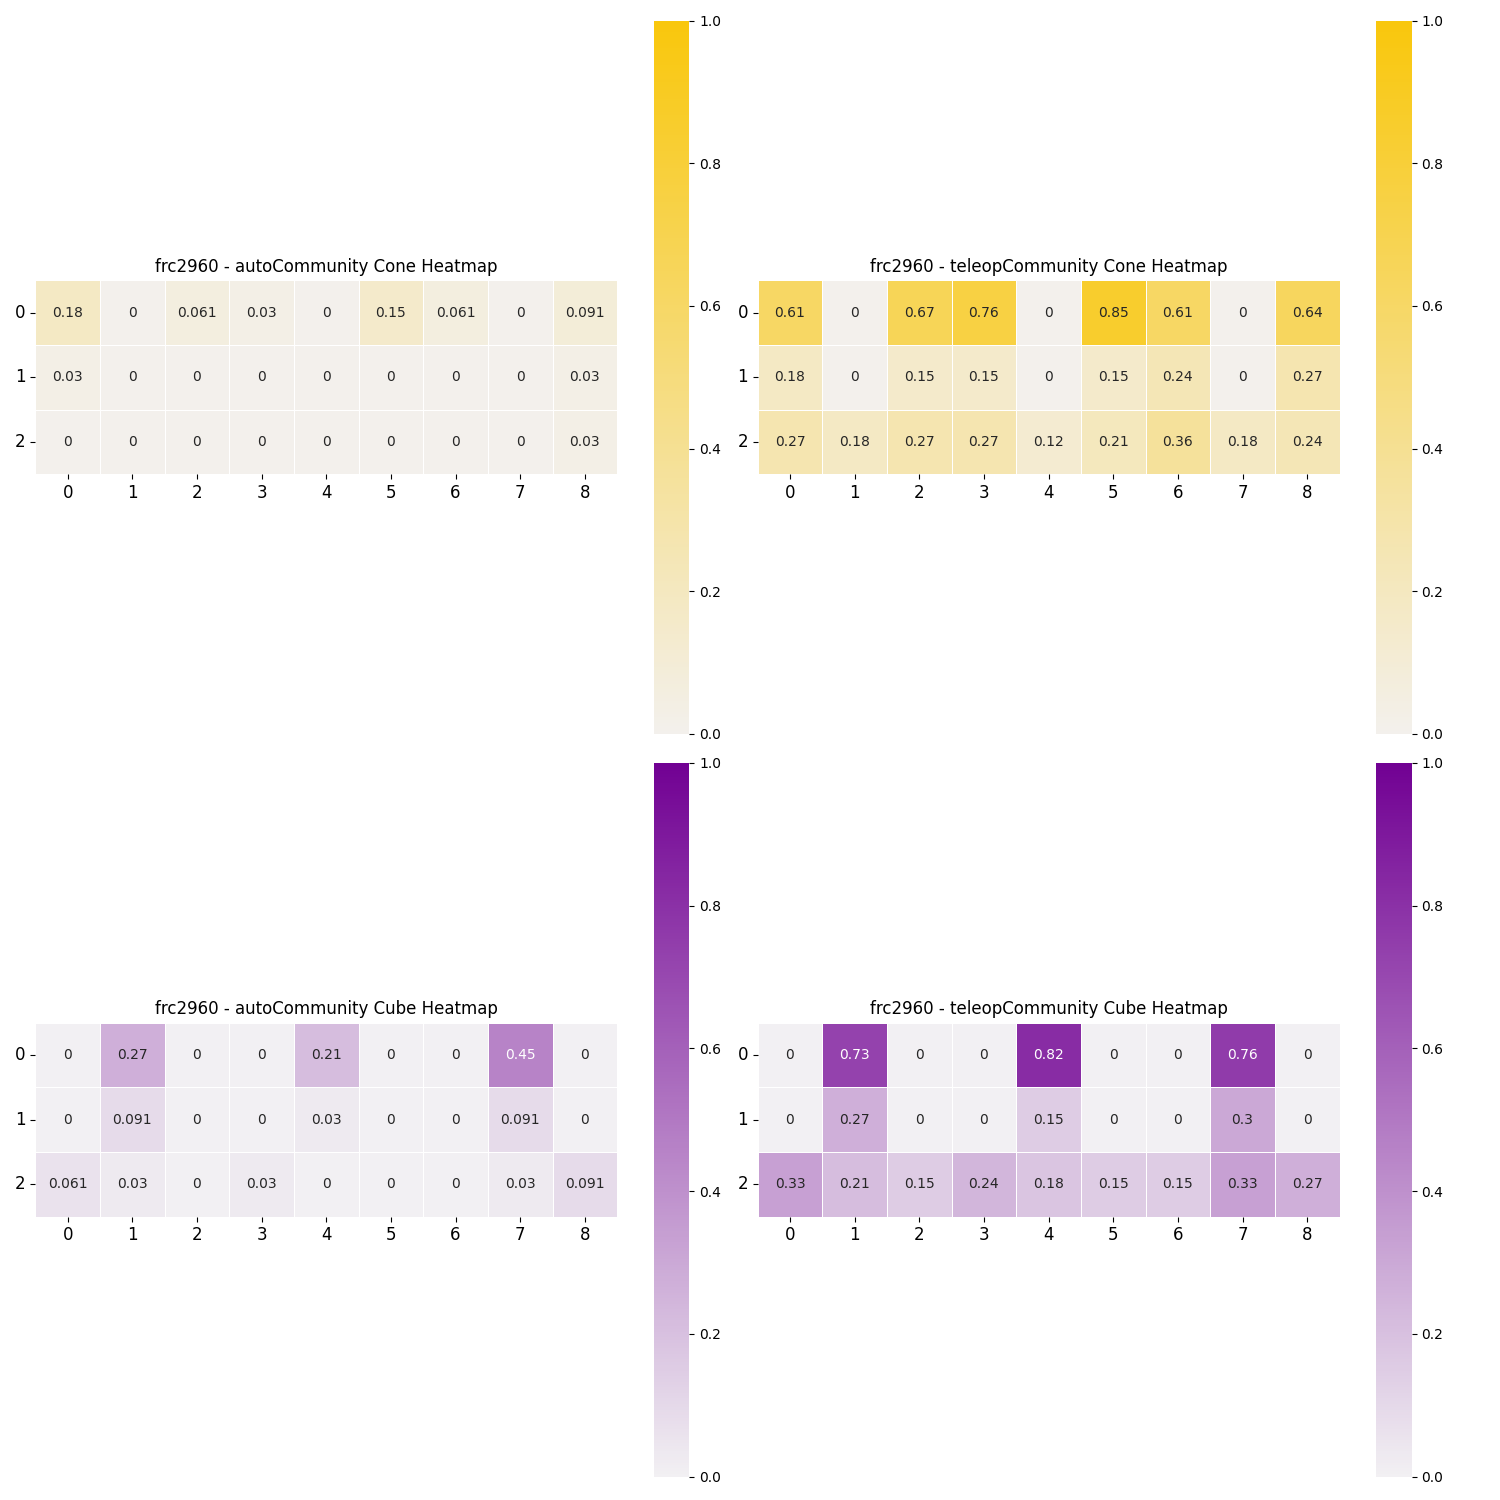 frc2960 - autoCommunity Cone Heatmap
0 0.18 0 0.061 0.03 0 0.15 0.061 0 0.091
1 0.03 0 0 0 0 0 0 0 0.03
2 0 0 0 0 0 0 0 0 0.03
0 1 2 3 4 5 6 7 8
1.0
0.8
0.6
0.4
0.2
0.0
frc2960 - teleopCommunity Cone Heatmap
0 0.61 0 0.67 0.76 0 0.85 0.61 0 0.64
1 0.18 0 0.15 0.15 0 0.15 0.24 0 0.27
2 0.27 0.18 0.27 0.27 0.12 0.21 0.36 0.18 0.24
0 1 2 3 4 5 6 7 8
1.0
0.8
0.6
0.4
0.2
0.0
frc2960 - autoCommunity Cube Heatmap
0 0 0.27 0 0 0.21 0 0 0.45 0
1 0 0.091 0 0 0.03 0 0 0.091 0
2 0.061 0.03 0 0.03 0 0 0 0.03 0.091
0 1 2 3 4 5 6 7 8
1.0
0.8
0.6
0.4
0.2
0.0
frc2960 - teleopCommunity Cube Heatmap
0 0 0.73 0 0 0.82 0 0 0.76 0
1 0 0.27 0 0 0.15 0 0 0.3 0
2 0.33 0.21 0.15 0.24 0.18 0.15 0.15 0.33 0.27
0 1 2 3 4 5 6 7 8
1.0
0.8
0.6
0.4
0.2
0.0